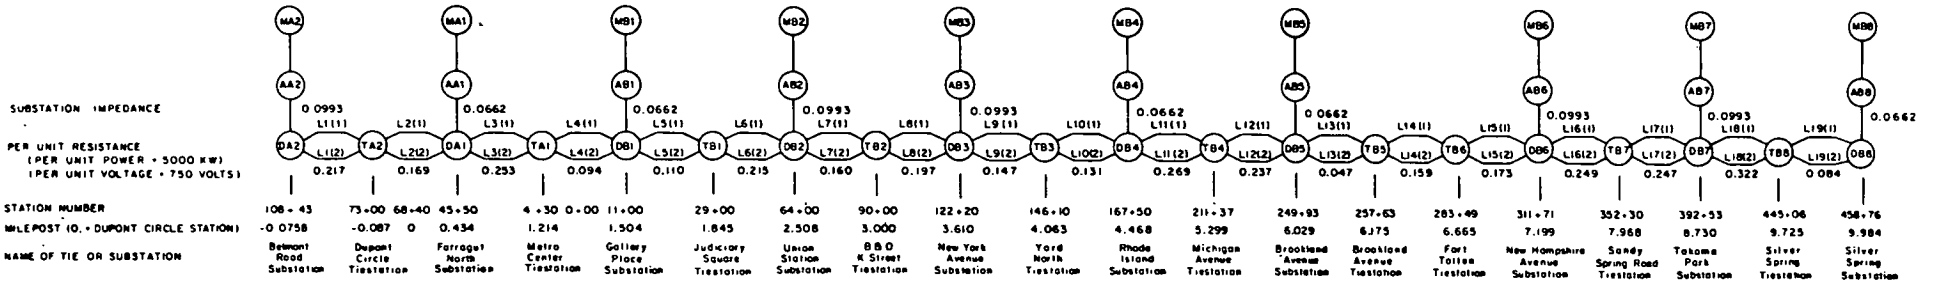 MA2 MA1 MB1 MB2 MB3 MB4 MB5 MB6 MB7 MB8
AA2 AA1 AB1 AB2 AB3 AB4 AB5 AB6 AB7 AB8
SUBSTATION IMPEDANCE 0.0993 0.0662 0.0662 0.0993 0.0993 0.0662 0.0662 0.0993 0.0993 0.0662
L1(1) L2(1) L3(1) L4(1) L5(1) L6(1) L7(1) L8(1) L9(1) L10(1) L11(1) L12(1) L13(1) L14(1) L15(1) L16(1) L17(1) L18(1) L19(1)
PER UNIT RESISTANCE DA2 TA2 DA1 TA1 DB1 TB1 DB2 TB2 DB3 TB3 DB4 TB4 DB5 TB5 TB6 DB6 TB7 DB7 TB8 DB8
(PER UNIT POWER = 5000 KW) L1(2) L2(2) L3(2) L4(2) L5(2) L6(2) L7(2) L8(2) L9(2) L10(2) L11(2) L12(2) L13(2) L14(2) L15(2) L16(2) L17(2) L18(2) L19(2)
(PER UNIT VOLTAGE = 750 VOLTS) 0.217 0.169 0.253 0.094 0.110 0.215 0.160 0.197 0.147 0.131 0.269 0.237 0.047 0.159 0.173 0.249 0.247 0.322 0.084
STATION NUMBER 108+43 73+00 68+40 45+50 4+30 0+00 11+00 29+00 64+00 90+00 122+20 146+10 167+50 211+37 249+93 257+63 283+49 311+71 352+30 392+53 445+06 458+76
MILEPOST (0. = DUPONT CIRCLE STATION) -0.0758 -0.087 0 0.434 1.214 1.504 1.845 2.508 3.000 3.610 4.063 4.468 5.299 6.029 6.175 6.665 7.199 7.968 8.730 9.725 9.984
NAME OF TIE OR SUBSTATION
Belmont Road Substation
Dupont Circle Tiestation
Farragut North Substation
Metro Center Tiestation
Gallery Place Substation
Judiciary Square Tiestation
Union Station Substation
B&O K Street Tiestation
New York Avenue Substation
Yard North Tiestation
Rhode Island Substation
Michigan Avenue Tiestation
Brookland Avenue Substation
Brookland Avenue Tiestation
Fort Totten Tiestation
New Hampshire Avenue Substation
Sandy Spring Road Tiestation
Takoma Park Substation
Silver Spring Tiestation
Silver Spring Substation